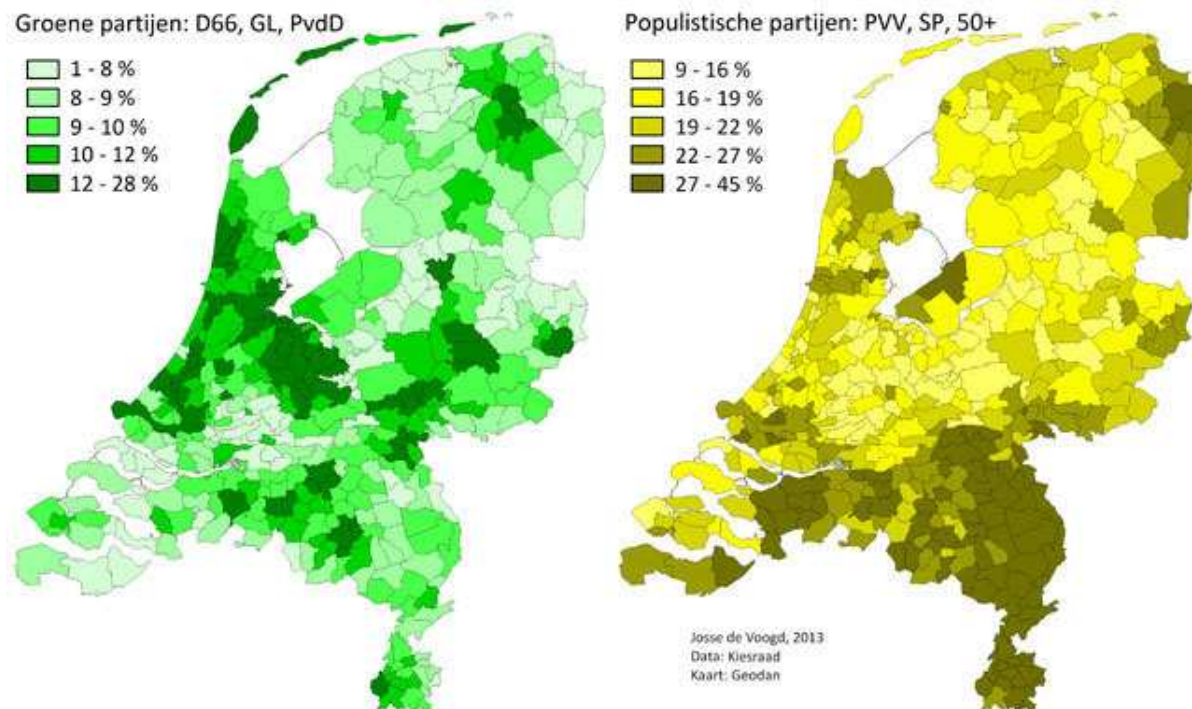 Groene partijen: D66, GL, PvdD
1 - 8 %
8 - 9 %
9 - 10 %
10 - 12 %
12 - 28 %
Populistische partijen: PVV, SP, 50+
9 - 16 %
16 - 19 %
19 - 22 %
22 - 27 %
27 - 45 %
Josse de Voogd, 2013
Data: Kiesraad
Kaart: Geodan